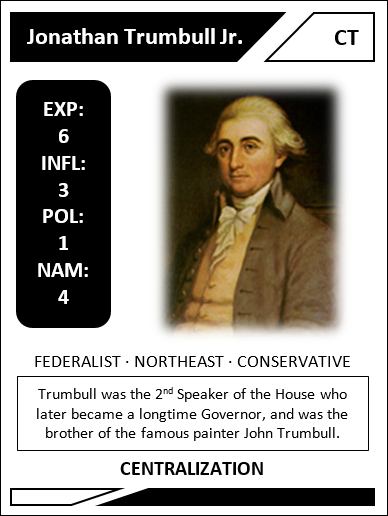 Jonathan Trumbull Jr.
CT
EXP:
6
INFL:
3
POL:
1
NAM:
4
FEDERALIST · NORTHEAST · CONSERVATIVE
Trumbull was the 2nd Speaker of the House who
later became a longtime Governor, and was the
brother of the famous painter John Trumbull.
CENTRALIZATION